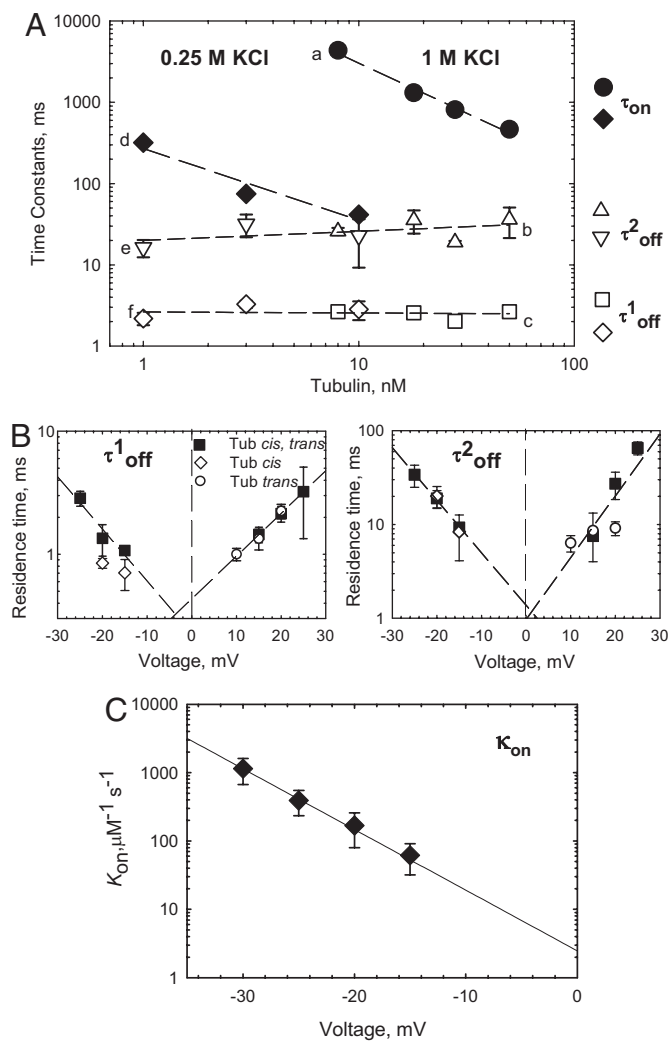 A
0.25 M KCl
1 M KCl
Time Constants, ms
10000
1000
100
10
1
a
b
c
d
e
f
1 10 100
Tubulin, nM
τon
τ2off
τ1off
B
τ1off
Residence time, ms
10
1
-30 -20 -10 0 10 20 30
Voltage, mV
Tub cis, trans
Tub cis
Tub trans
τ2off
Residence time, ms
100
10
1
-30 -20 -10 0 10 20 30
Voltage, mV
C
κon
Kon,μM-1 s-1
10000
1000
100
10
1
-30 -20 -10 0
Voltage, mV